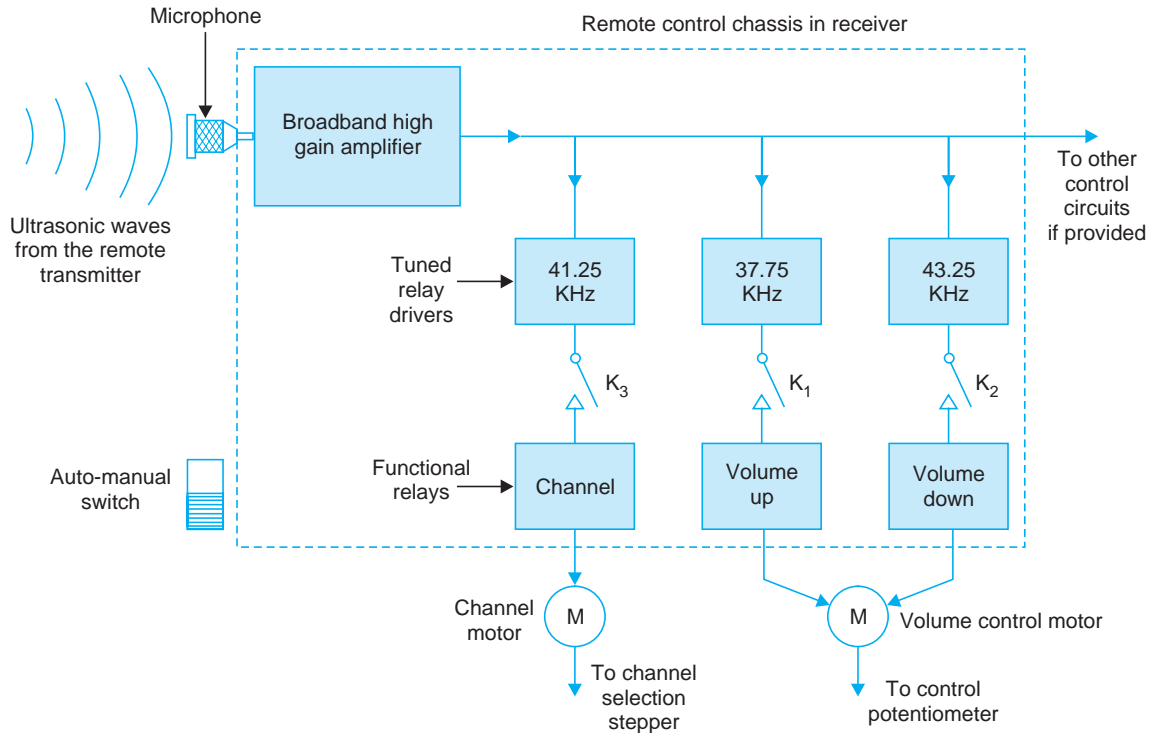 Microphone
Remote control chassis in receiver
Broadband high
gain amplifier
To other
control
circuits
if provided
Ultrasonic waves
from the remote
transmitter
Tuned
relay
drivers
41.25
KHz
37.75
KHz
43.25
KHz
K3
K1
K2
Auto-manual
switch
Functional
relays
Channel
Volume
up
Volume
down
Channel
motor
M
M
Volume control motor
To channel
selection
stepper
To control
potentiometer